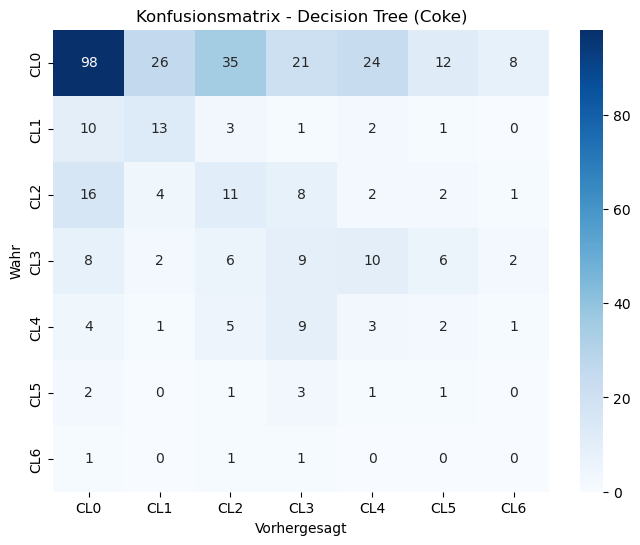 Konfusionsmatrix - Decision Tree (Coke)
CL0 98 26 35 21 24 12 8
CL1 10 13 3 1 2 1 0
CL2 16 4 11 8 2 2 1
CL3 8 2 6 9 10 6 2
CL4 4 1 5 9 3 2 1
CL5 2 0 1 3 1 1 0
CL6 1 0 1 1 0 0 0
CL0 CL1 CL2 CL3 CL4 CL5 CL6
Vorhergesagt
Wahr
80
60
40
20
0